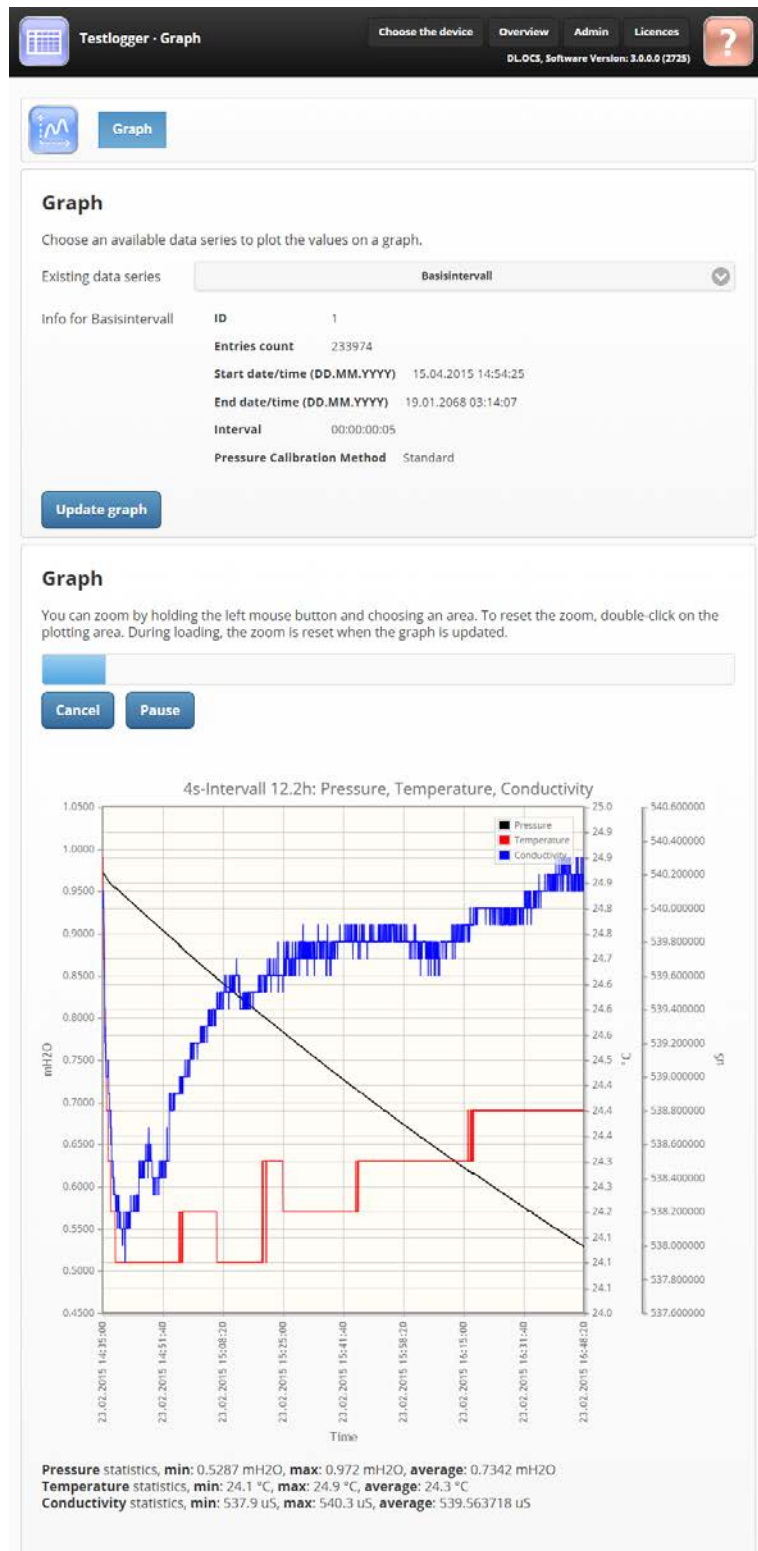 Testlogger · Graph
Choose the device Overview Admin Licences
DL.OCS, Software Version: 3.0.0.0 (2725)
?
Graph
Graph
Choose an available data series to plot the values on a graph.
Existing data series Basisintervall
Info for Basisintervall ID 1
Entries count 233974
Start date/time (DD.MM.YYYY) 15.04.2015 14:54:25
End date/time (DD.MM.YYYY) 19.01.2068 03:14:07
Interval 00:00:00:05
Pressure Calibration Method Standard
Update graph
Graph
You can zoom by holding the left mouse button and choosing an area. To reset the zoom, double-click on the
plotting area. During loading, the zoom is reset when the graph is updated.
Cancel Pause
4s-Intervall 12.2h: Pressure, Temperature, Conductivity
Pressure
Temperature
Conductivity
mH2O
1.0500
1.0000
0.9500
0.9000
0.8500
0.8000
0.7500
0.7000
0.6500
0.6000
0.5500
0.5000
0.4500
25.0
24.9
24.9
24.9
24.8
24.8
24.7
24.6
24.6
24.6
24.5
24.4
24.4
24.4
24.3
24.3
24.2
24.1
24.1
24.1
24.0
°C
540.600000
540.400000
540.200000
540.000000
539.800000
539.600000
539.400000
539.200000
539.000000
538.800000
538.600000
538.400000
538.200000
538.000000
537.800000
537.600000
uS
23.02.2015 14:35:00
23.02.2015 14:51:40
23.02.2015 15:08:20
23.02.2015 15:25:00
23.02.2015 15:41:40
23.02.2015 15:58:20
23.02.2015 16:15:00
23.02.2015 16:31:40
23.02.2015 16:48:20
Time
Pressure statistics, min: 0.5287 mH2O, max: 0.972 mH2O, average: 0.7342 mH2O
Temperature statistics, min: 24.1 °C, max: 24.9 °C, average: 24.3 °C
Conductivity statistics, min: 537.9 uS, max: 540.3 uS, average: 539.563718 uS